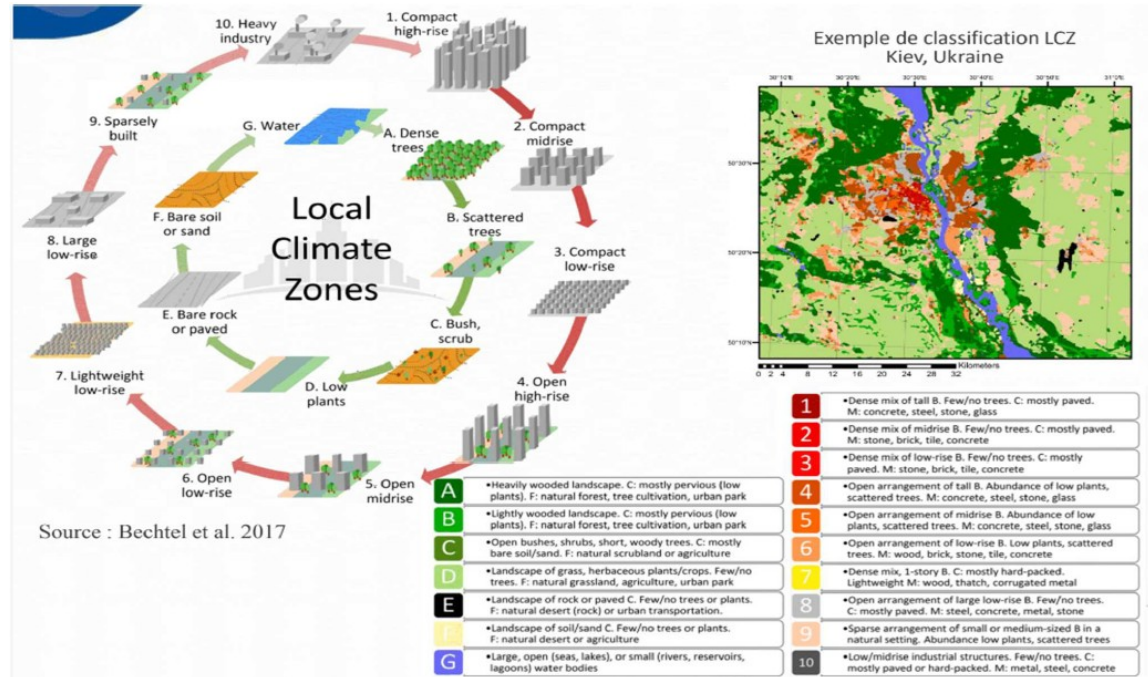 10. Heavy
industry
1. Compact
high-rise
2. Compact
midrise
3. Compact
low-rise
4. Open
high-rise
5. Open
midrise
6. Open
low-rise
7. Lightweight
low-rise
8. Large
low-rise
9. Sparsely
built
G. Water
A. Dense
trees
B. Scattered
trees
C. Bush,
scrub
D. Low
plants
E. Bare rock
or paved
F. Bare soil
or sand
Local
Climate
Zones
Source : Bechtel et al. 2017
Exemple de classification LCZ
Kiev, Ukraine
30°10'E
30°20'E
30°30'E
30°40'E
30°50'E
50°30'N
50°20'N
50°10'N
Kilometers
0 2 4 8 12 16 20 24 28 32
A
•Heavily wooded landscape. C: mostly pervious (low
plants). F: natural forest, tree cultivation, urban park
B
•Lightly wooded landscape. C: mostly pervious (low
plants). F: natural forest, tree cultivation, urban park
C
•Open bushes, shrubs, short, woody trees. C: mostly
bare soil/sand. F: natural scrubland or agriculture
D
•Landscape of grass, herbaceous plants/crops. Few/no
trees. F: natural grassland, agriculture, urban park
E
•Landscape of rock or paved C. Few/no trees or plants.
F: natural desert (rock) or urban transportation.
F
•Landscape of soil/sand C. Few/no trees or plants.
F: natural desert or agriculture
G
•Large, open (seas, lakes), or small (rivers, reservoirs,
lagoons) water bodies
1
•Dense mix of tall B. Few/no trees. C: mostly paved.
M: concrete, steel, stone, glass
2
•Dense mix of midrise B. Few/no trees. C: mostly paved.
M: stone, brick, tile, concrete
3
•Dense mix of low-rise B. Few/no trees. C: mostly
paved. M: stone, brick, tile, concrete
4
•Open arrangement of tall B. Abundance of low plants,
scattered trees. M: concrete, steel, stone, glass
5
•Open arrangement of midrise B. Abundance of low
plants, scattered trees. M: concrete, steel, stone, glass
6
•Open arrangement of low-rise B. Low plants, scattered
trees. M: wood, brick, stone, tile, concrete
7
•Dense mix, 1-story B. C: mostly hard-packed.
Lightweight M: wood, thatch, corrugated metal
8
•Open arrangement of large low-rise B. Few/no trees.
C: mostly paved. M: steel, concrete, metal, stone
9
•Sparse arrangement of small or medium-sized B in a
natural setting. Abundance low plants, scattered trees
10
•Low/midrise industrial structures. Few/no trees. C:
mostly paved or hard-packed. M: metal, steel, concrete